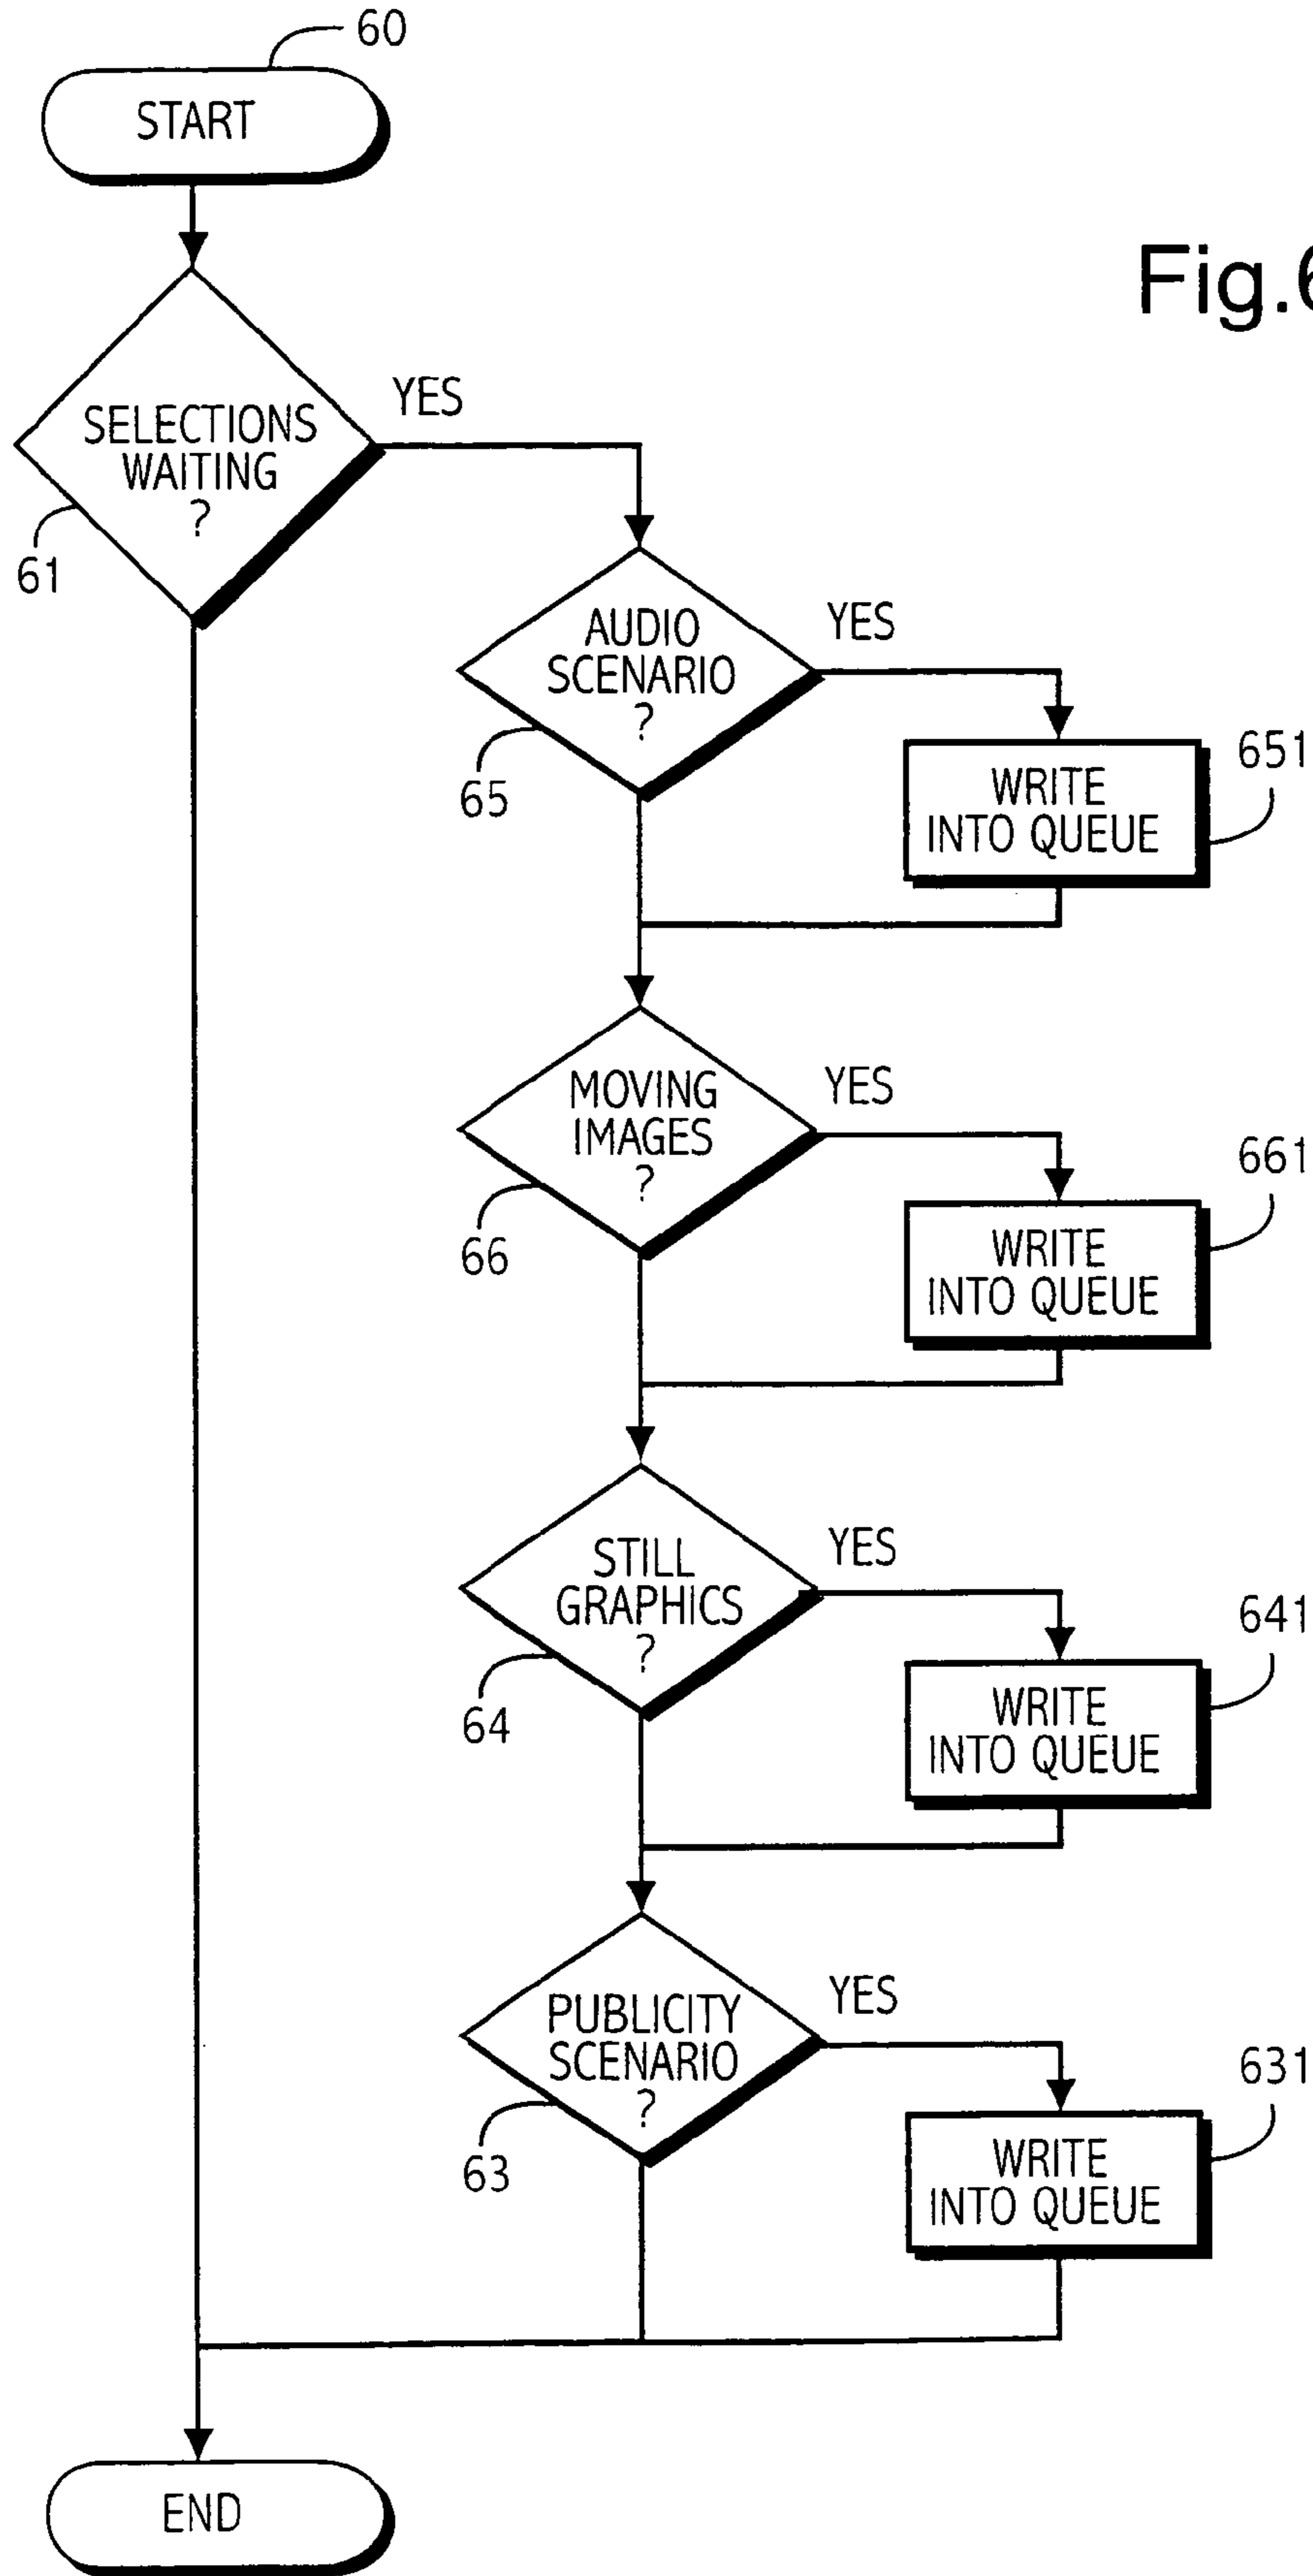 60
START
Fig.6
SELECTIONS
WAITING
?
YES
61
AUDIO
SCENARIO
?
YES
65
WRITE
INTO QUEUE
651
MOVING
IMAGES
?
YES
66
WRITE
INTO QUEUE
661
STILL
GRAPHICS
?
YES
64
WRITE
INTO QUEUE
641
PUBLICITY
SCENARIO
?
YES
63
WRITE
INTO QUEUE
631
END